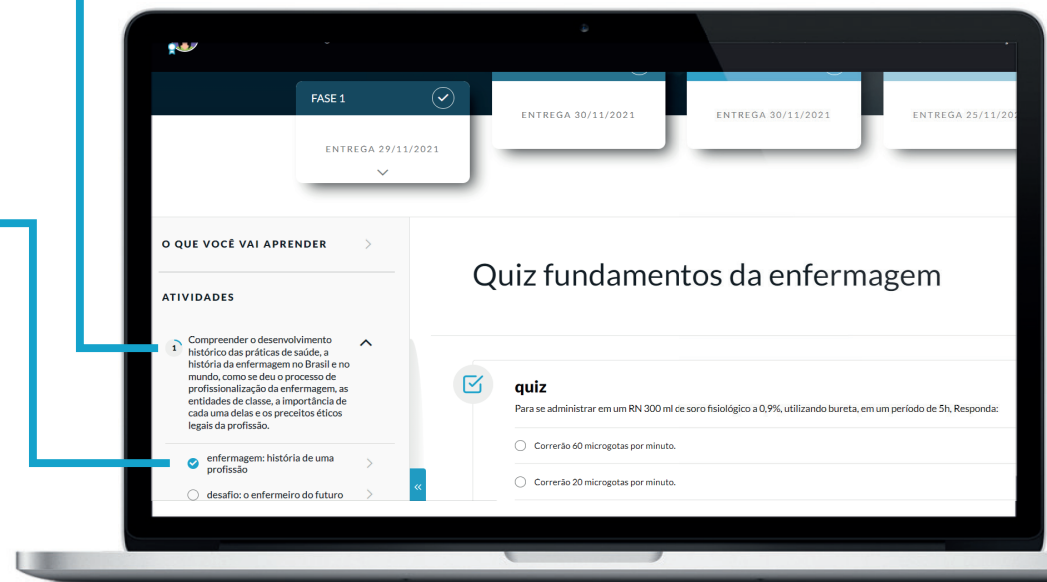 FASE 1
ENTREGA 29/11/2021
ENTREGA 30/11/2021
ENTREGA 30/11/2021
ENTREGA 25/11/202
O QUE VOCÊ VAI APRENDER
ATIVIDADES
1
Compreender o desenvolvimento
histórico das práticas de saúde, a
história da enfermagem no Brasil e no
mundo, como se deu o processo de
profissionalização da enfermagem, as
entidades de classe, a importância de
cada uma delas e os preceitos éticos
legais da profissão.
enfermagem: história de uma
profissão
desafio: o enfermeiro do futuro
Quiz fundamentos da enfermagem
quiz
Para se administrar em um RN 300 ml ce soro fisiológico a 0,9%, utilizando bureta, em um período de 5h, Responda:
Correrão 60 microgotas por minuto.
Correrão 20 microgotas por minuto.